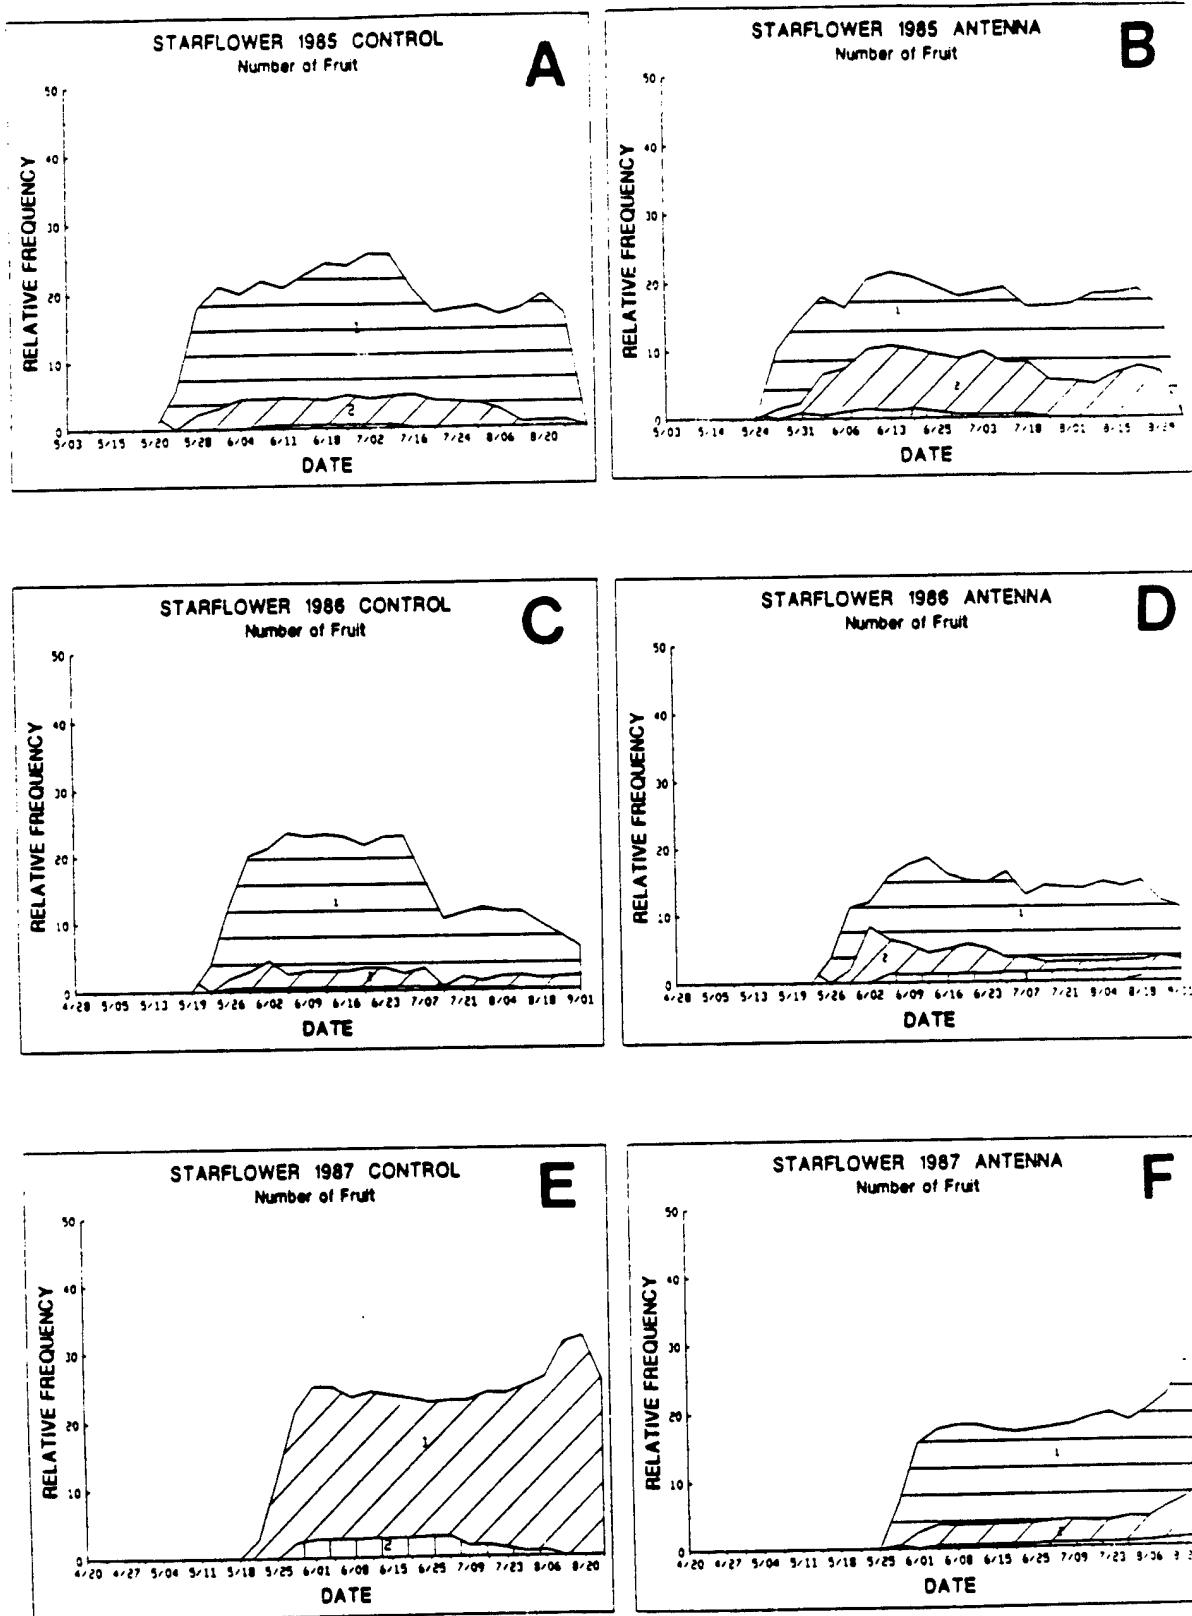 STARFLOWER 1985 CONTROL
Number of Fruit
A
50
40
30
20
10
0
RELATIVE FREQUENCY
1
2
5/03 5/15 5/20 5/28 6/04 6/11 6/18 7/02 7/16 7/24 8/06 8/20
DATE
STARFLOWER 1985 ANTENNA
Number of Fruit
B
50
40
30
20
10
0
RELATIVE FREQUENCY
1
2
5/03 5/14 5/24 5/31 6/06 6/13 6/25 7/03 7/18 8/01 8/15 8/29
DATE
STARFLOWER 1986 CONTROL
Number of Fruit
C
50
40
30
20
10
0
RELATIVE FREQUENCY
1
4/28 5/05 5/13 5/19 5/26 6/02 6/09 6/16 6/23 7/07 7/21 8/04 8/18 9/01
DATE
STARFLOWER 1986 ANTENNA
Number of Fruit
D
50
40
30
20
10
0
RELATIVE FREQUENCY
1
2
4/28 5/05 5/13 5/19 5/26 6/02 6/09 6/16 6/23 7/07 7/21
DATE
STARFLOWER 1987 CONTROL
Number of Fruit
E
50
40
30
20
10
0
RELATIVE FREQUENCY
1
2
4/20 4/27 5/04 5/11 5/18 5/25 6/01 6/08 6/15 6/25 7/09 7/23 8/06 8/20
DATE
STARFLOWER 1987 ANTENNA
Number of Fruit
F
50
40
30
20
10
0
RELATIVE FREQUENCY
1
4/20 4/27 5/04 5/11 5/18 5/25 6/01 6/08 6/15 6/25 7/09 7/23
DATE